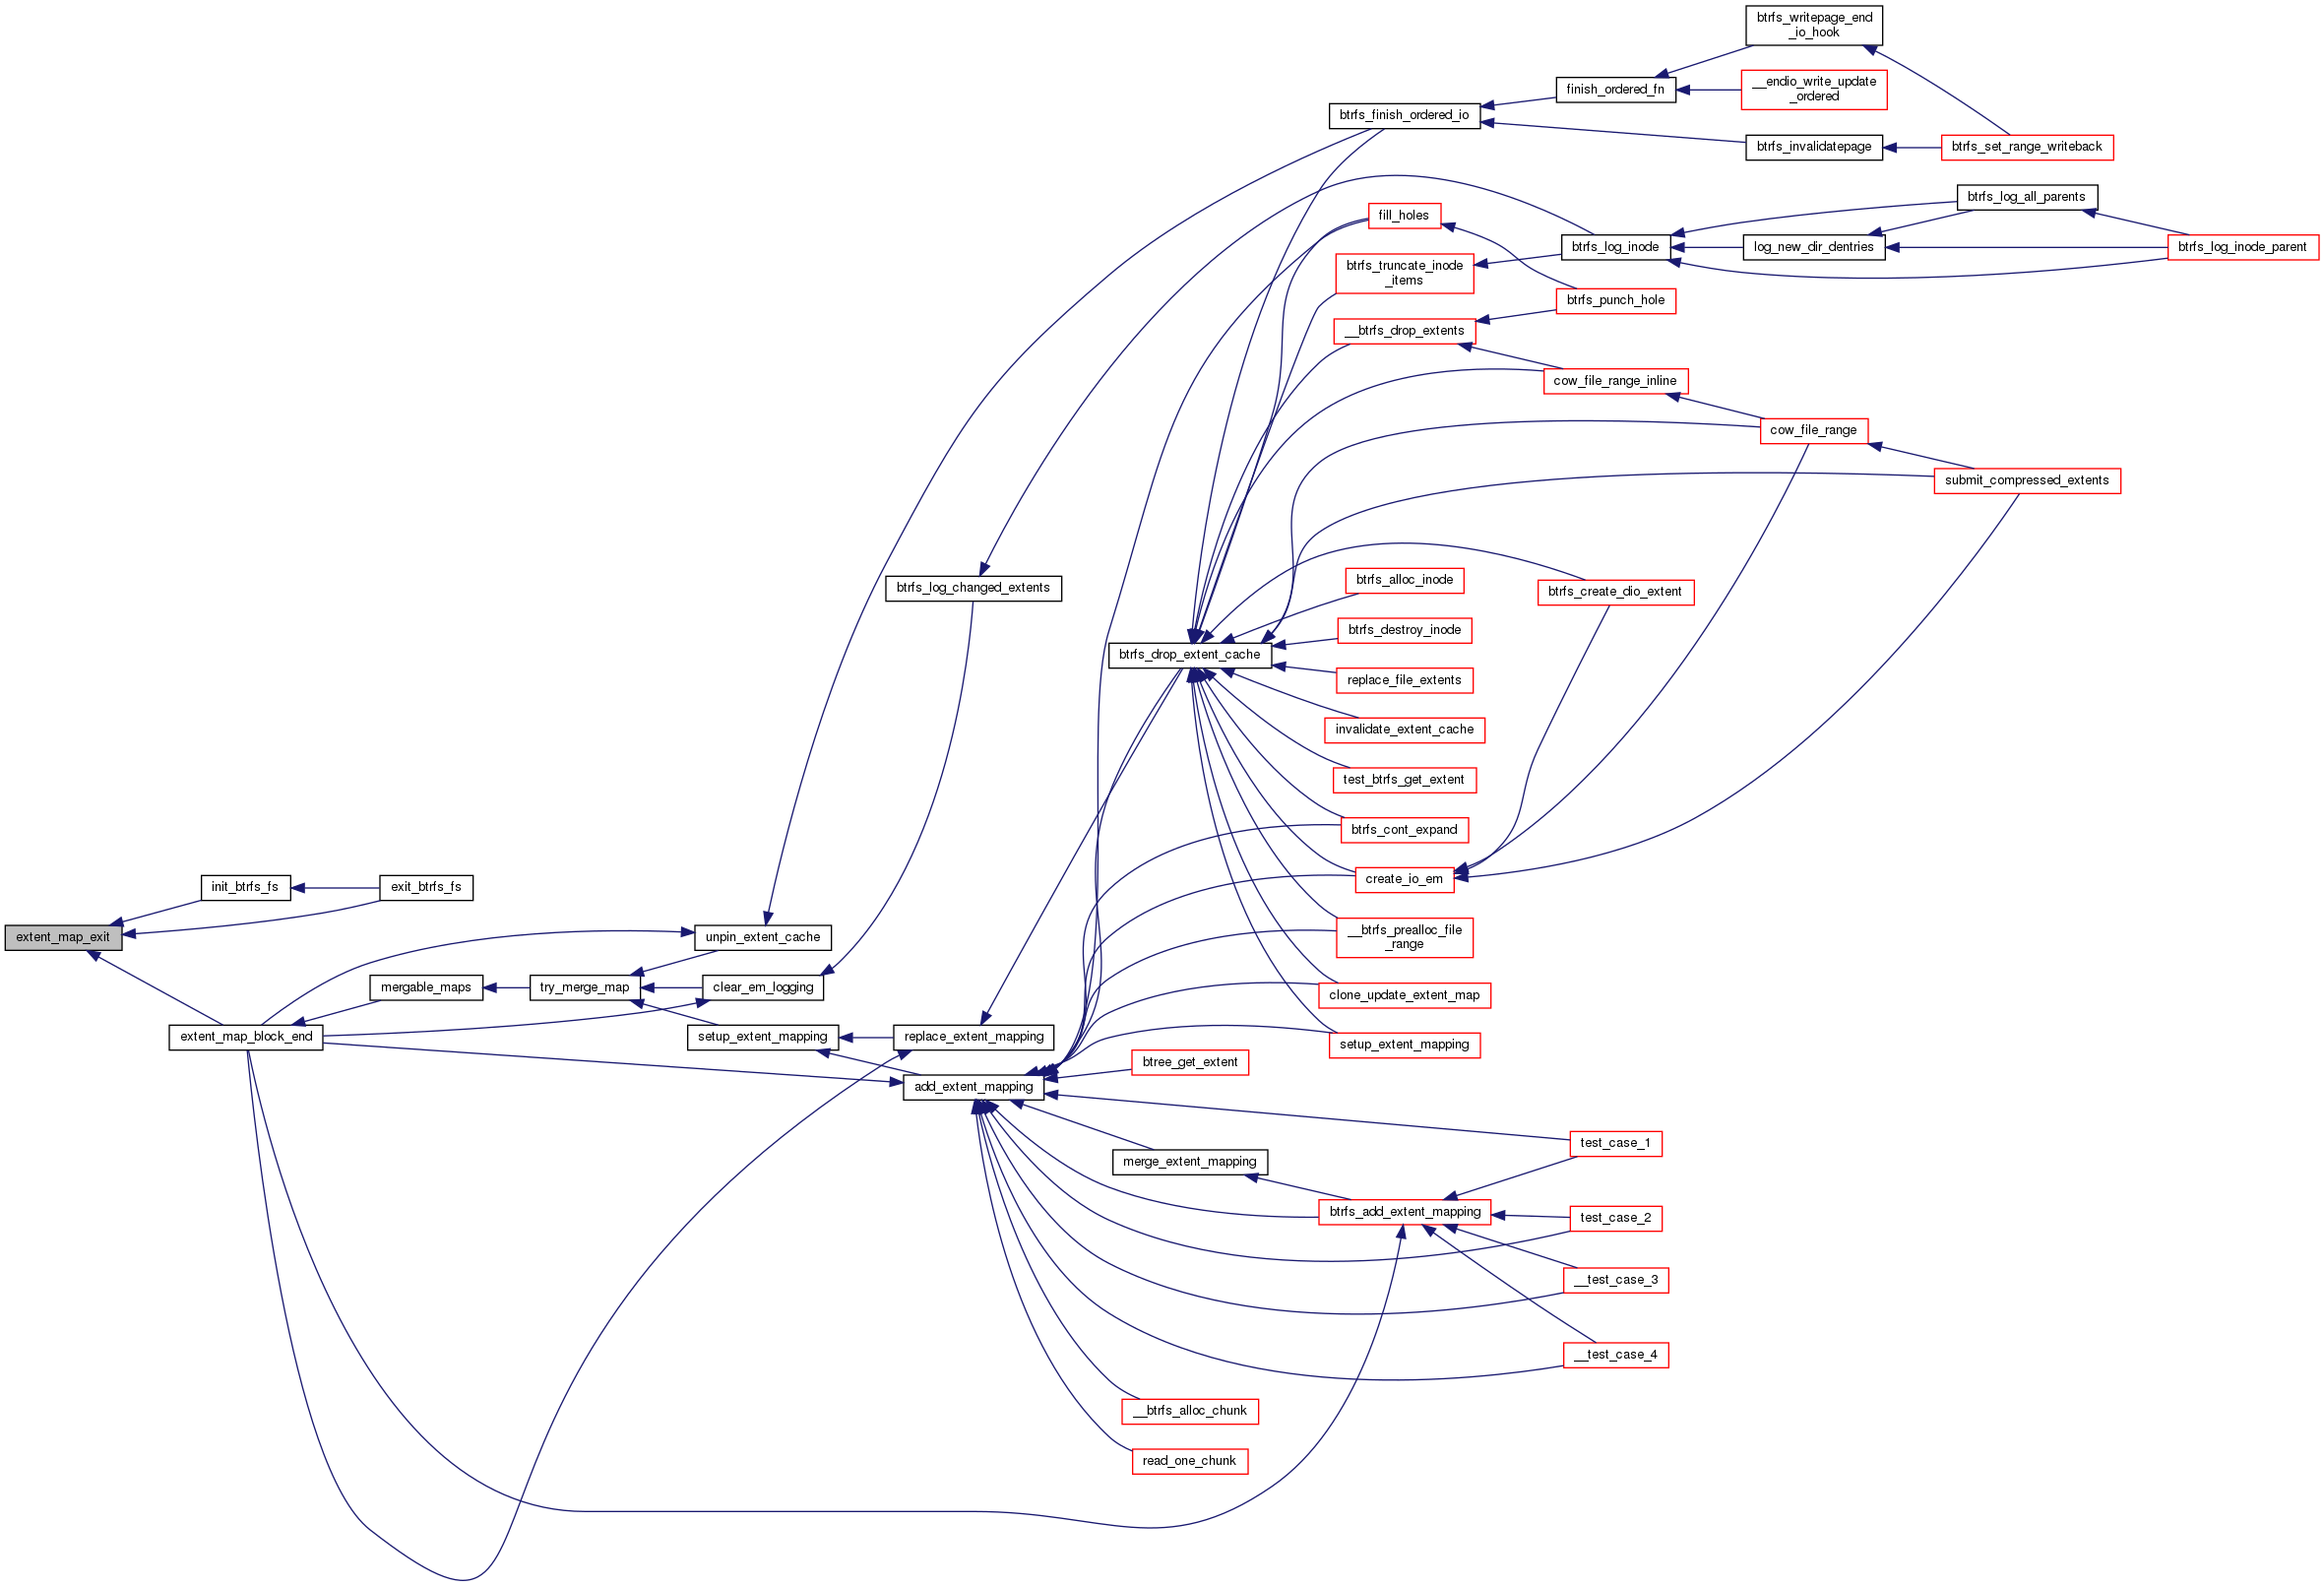 btrfs_writepage_end
_io_hook
finish_ordered_fn
__endio_write_update
_ordered
btrfs_finish_ordered_io
btrfs_invalidatepage
btrfs_set_range_writeback
btrfs_log_all_parents
fill_holes
btrfs_log_inode
log_new_dir_dentries
btrfs_log_inode_parent
btrfs_truncate_inode
_items
btrfs_punch_hole
__btrfs_drop_extents
cow_file_range_inline
cow_file_range
submit_compressed_extents
btrfs_log_changed_extents
btrfs_alloc_inode
btrfs_create_dio_extent
btrfs_destroy_inode
btrfs_drop_extent_cache
replace_file_extents
invalidate_extent_cache
test_btrfs_get_extent
btrfs_cont_expand
init_btrfs_fs
exit_btrfs_fs
create_io_em
extent_map_exit
unpin_extent_cache
__btrfs_prealloc_file
_range
mergable_maps
try_merge_map
clear_em_logging
clone_update_extent_map
extent_map_block_end
setup_extent_mapping
replace_extent_mapping
setup_extent_mapping
btree_get_extent
add_extent_mapping
test_case_1
merge_extent_mapping
btrfs_add_extent_mapping
test_case_2
__test_case_3
__test_case_4
__btrfs_alloc_chunk
read_one_chunk